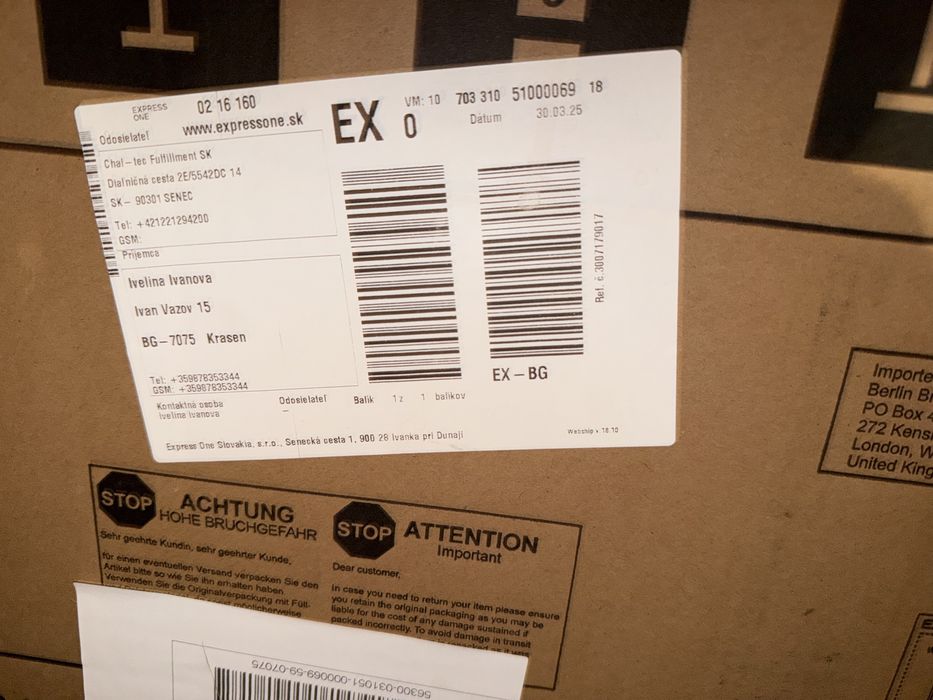 EXPRESS
ONE
02 16 160
www.expressone.sk
EX
0
VM: 10 703 310 51000069 18
Dátum 30.03.25
Odosielateľ
Chal-tec Fulfillment SK
Diaľničná cesta 2E/5542DC 14
SK- 90301 SENEC
Tel: +421221294200
GSM:
Príjemca
Ivelina Ivanova
Ivan Vazov 15
BG-7075 Krasen
Tel: +359878353344
GSM: +359878353344
Kontaktná osoba
Ivelina Ivanova
Odosielateľ
Balík 1 z 1 balíkov
Ref. č.3007179017
EX-BG
Express One Slovakia, s.r.o., Senecká cesta 1, 900 28 Ivanka pri Dunaji
Webship v. 18.10
Importe
Berlin Br
PO Box 4
272 Kensi
London, W
United King
STOP
ACHTUNG
HOHE BRUCHGEFAHR
Sehr geehrte Kundin, sehr geehrter Kunde,
für einen eventuellen Versand verpacken Sie den
Artikel bitte so wie Sie ihn erhalten haben.
Verwenden Sie die Originalverpackung mit Füll-
möglicherweise
STOP
ATTENTION
Important
Dear customer,
in case you need to return your item please ensure
you retain the original packaging as you may be
liable for the cost of any damage sustained if
packed incorrectly. To avoid damage in transit
as it was
56300-031051-000069-59-07075